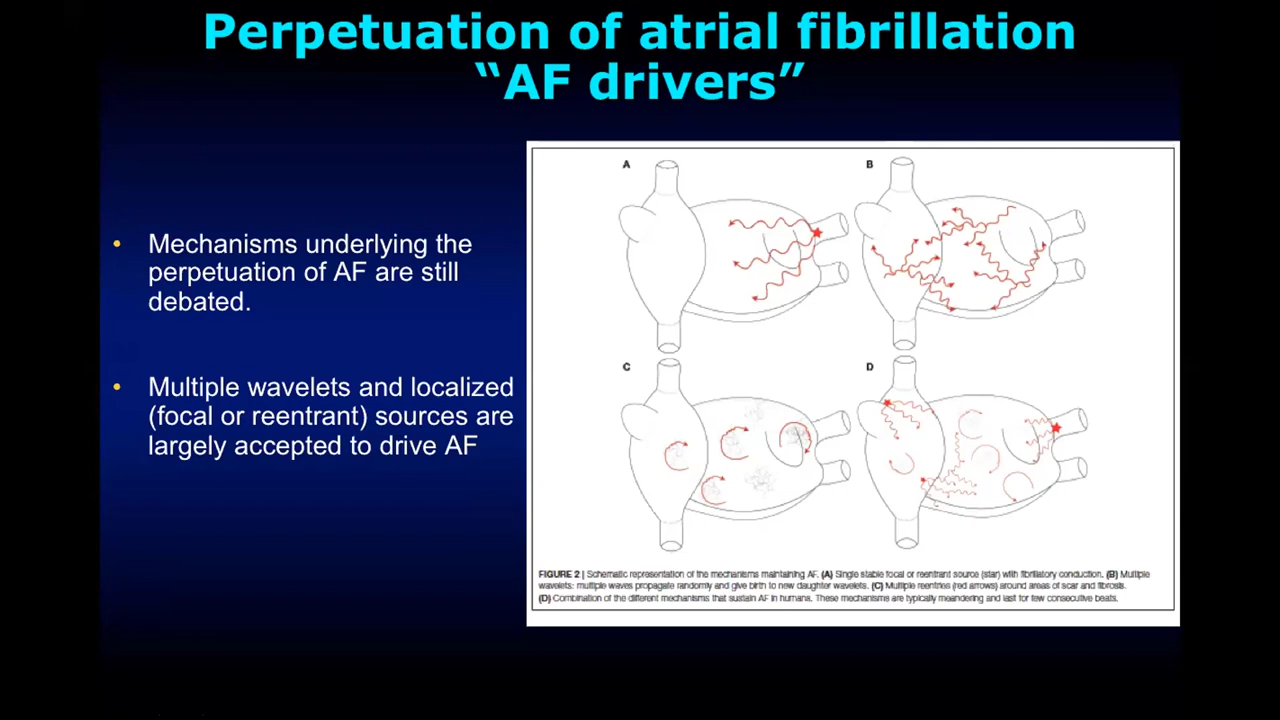 Perpetuation of atrial fibrillation
“AF drivers”
• Mechanisms underlying the
perpetuation of AF are still
debated.
• Multiple wavelets and localized
(focal or reentrant) sources are
largely accepted to drive AF
A
B
C
D
FIGURE 2 | Schematic representation of the mechanisms maintaining AF. (A) Single stable focal or reentrant source (star) with fibrillatory conduction. (B) Multiple
wavelets: multiple waves propagate randomly and give birth to new daughter wavelets. (C) Multiple reentries (red arrows) around areas of scar and fibrosis.
(D) Combination of the different mechanisms that sustain AF in humans. These mechanisms are typically meandering and last for few consecutive beats.